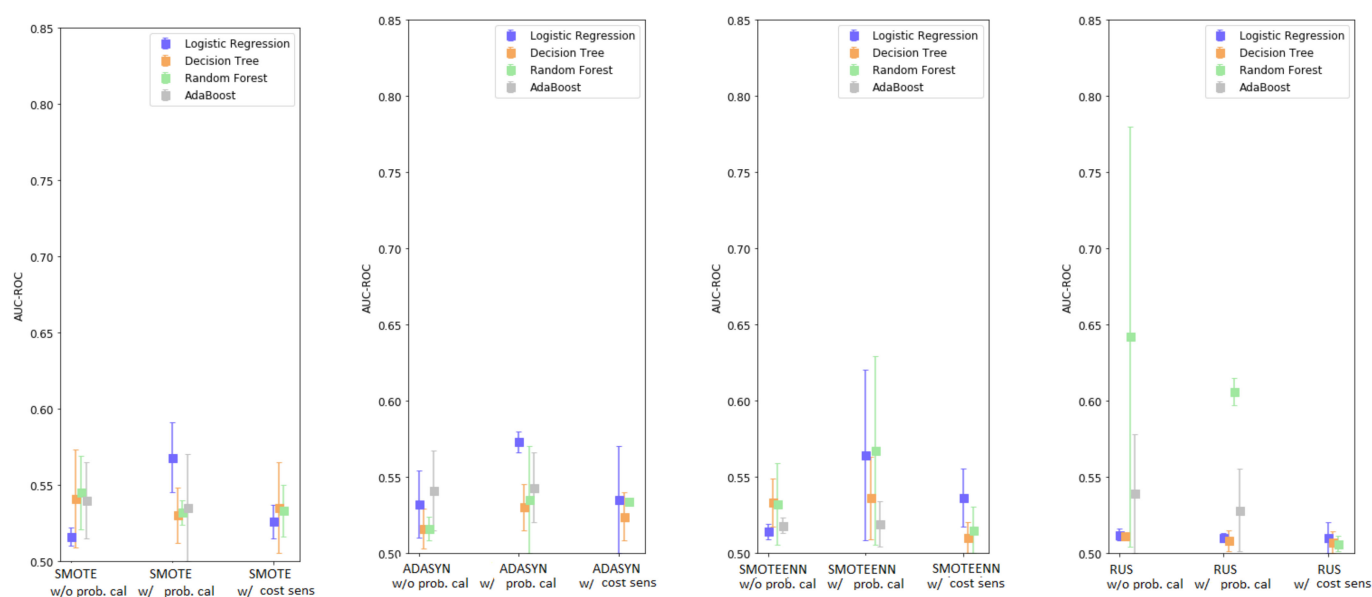 0.85
0.80
0.75
0.70
0.65
0.60
0.55
0.50
AUC-ROC
Logistic Regression
Decision Tree
Random Forest
AdaBoost
SMOTE SMOTE SMOTE
w/o prob. cal w/ prob. cal w/ cost sens
0.85
0.80
0.75
0.70
0.65
0.60
0.55
0.50
AUC-ROC
Logistic Regression
Decision Tree
Random Forest
AdaBoost
ADASYN ADASYN ADASYN
w/o prob. cal w/ prob. cal w/ cost sens
0.85
0.80
0.75
0.70
0.65
0.60
0.55
0.50
AUC-ROC
Logistic Regression
Decision Tree
Random Forest
AdaBoost
SMOTEENN SMOTEENN SMOTEENN
w/o prob. cal w/ prob. cal w/ cost sens
0.85
0.80
0.75
0.70
0.65
0.60
0.55
0.50
AUC-ROC
Logistic Regression
Decision Tree
Random Forest
AdaBoost
RUS RUS RUS
w/o prob. cal w/ prob. cal w/ cost sens